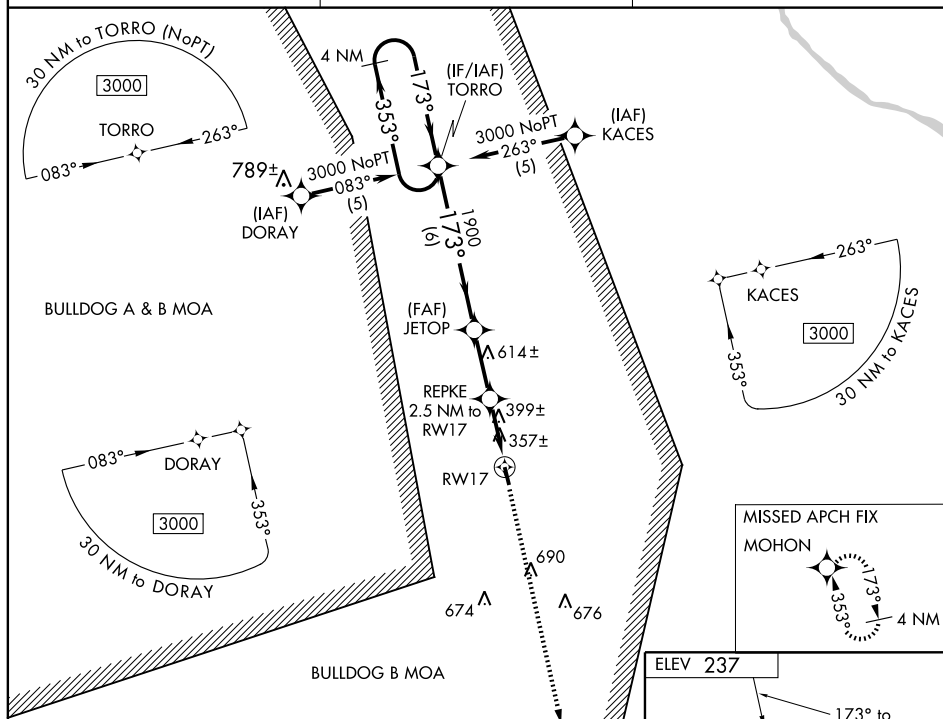 30 NM to TORRO (NoPT)
3000
TORRO
083°
263°
4 NM
353°
173°
(IF/IAF)
TORRO
(IAF)
KACES
3000 NoPT
263°
(5)
789±
3000 NoPT
083°
(5)
(IAF)
DORAY
1900
173°
(6)
BULLDOG A & B MOA
(FAF)
JETOP
614±
REPKE
2.5 NM to
RW17
399±
357±
RW17
263°
KACES
3000
353°
30 NM to KACES
083°
DORAY
3000
353°
30 NM to DORAY
690
674
676
BULLDOG B MOA
MISSED APCH FIX
MOHON
173°
353°
4 NM
ELEV 237
173° to